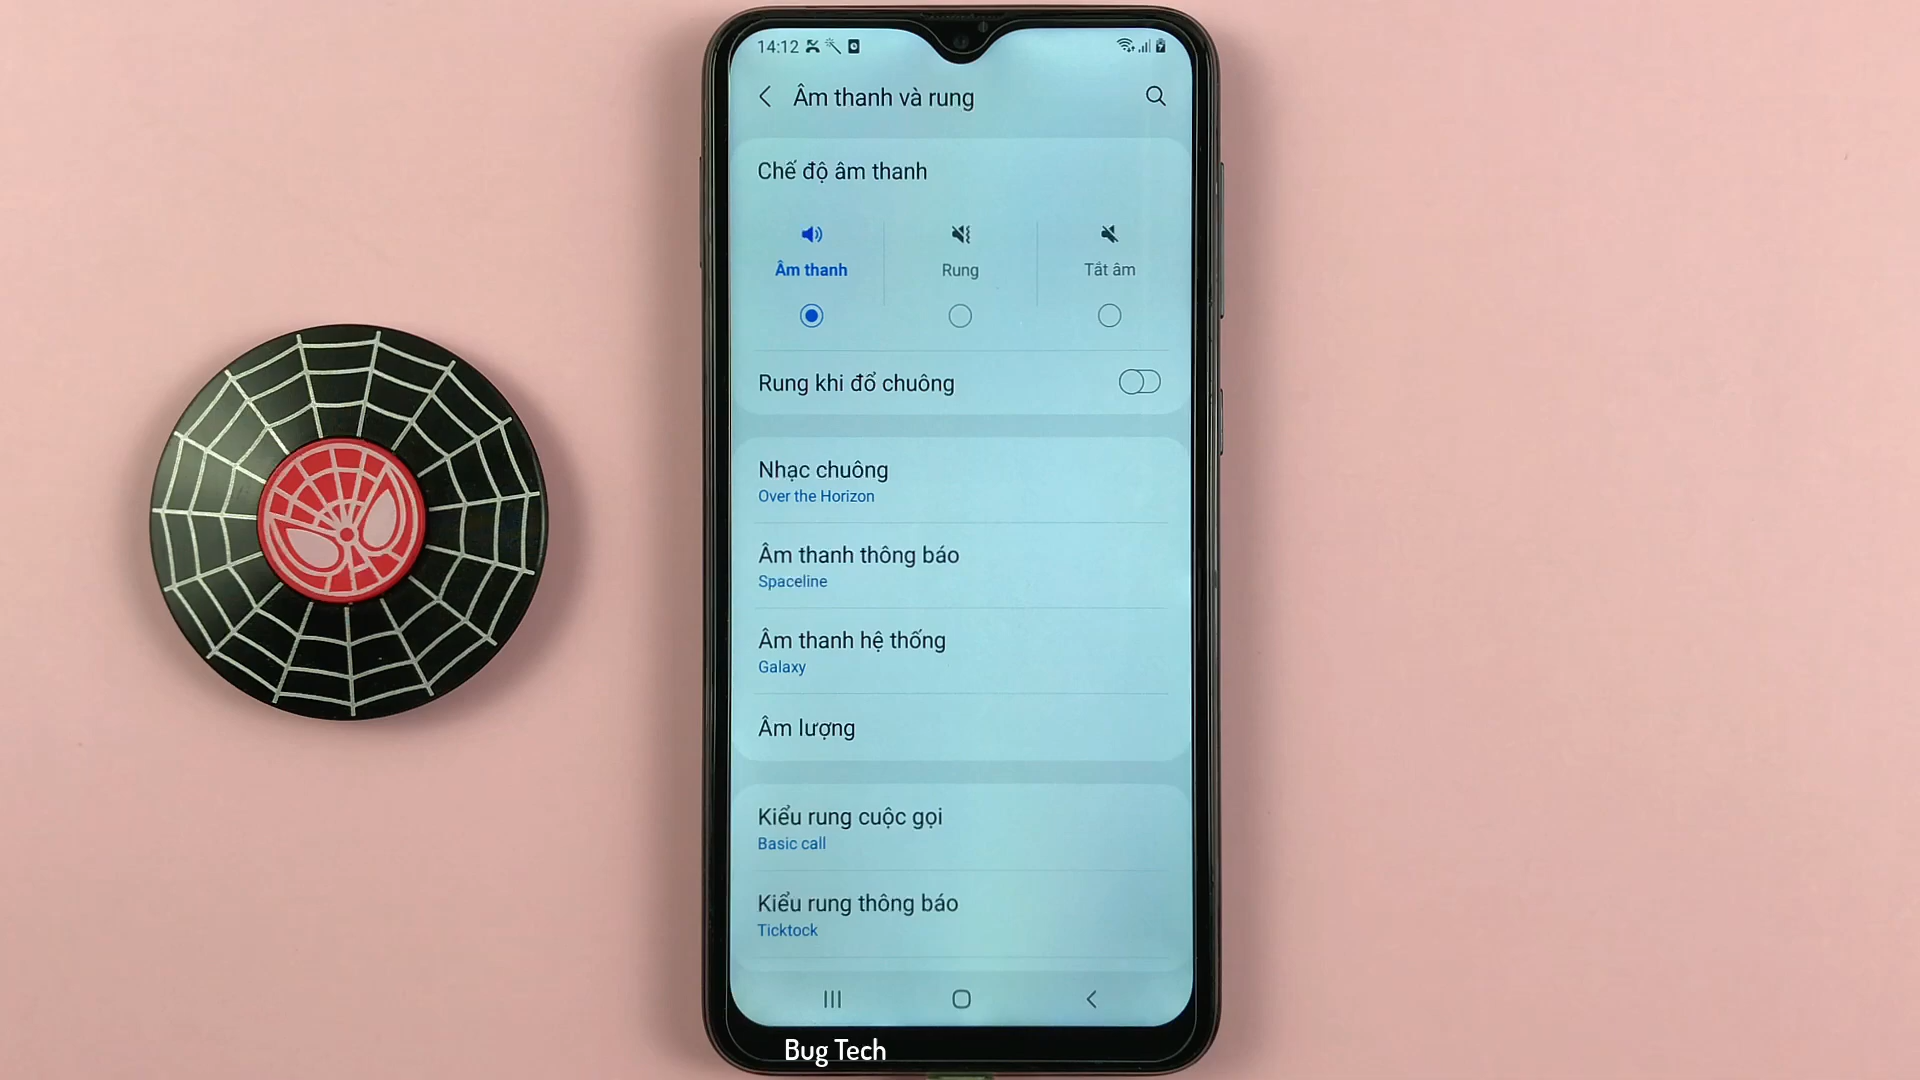 14:12
Âm thanh và rung
Chế độ âm thanh
Âm thanh
Rung
Tắt âm
Rung khi đổ chuông
Nhạc chuông
Over the Horizon
Âm thanh thông báo
Spaceline
Âm thanh hệ thống
Galaxy
Âm lượng
Kiểu rung cuộc gọi
Basic call
Kiểu rung thông báo
Ticktock
Bug Tech